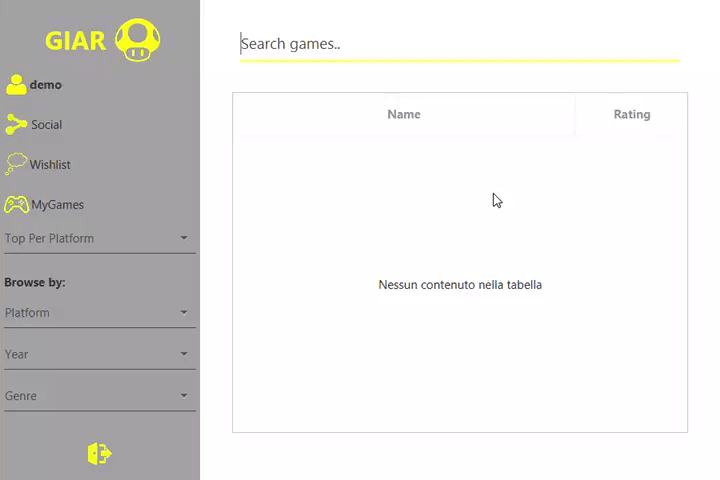 GIAR
demo
Social
Wishlist
MyGames
Top Per Platform
Browse by:
Platform
Year
Genre
Search games..
Name Rating
Nessun contenuto nella tabella